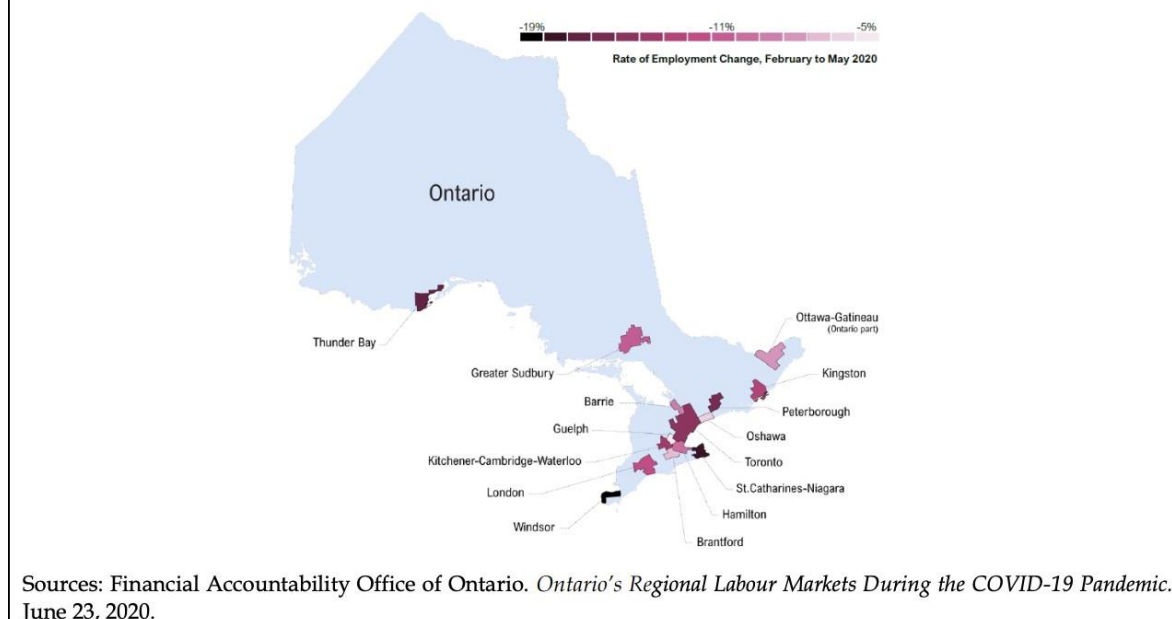 -19% -11% -5%
Rate of Employment Change, February to May 2020
Ontario
Thunder Bay
Ottawa-Gatineau
(Ontario part)
Greater Sudbury
Kingston
Barrie
Peterborough
Guelph
Oshawa
Kitchener-Cambridge-Waterloo
Toronto
London
St.Catharines-Niagara
Hamilton
Windsor
Brantford
Sources: Financial Accountability Office of Ontario. Ontario's Regional Labour Markets During the COVID-19 Pandemic.
June 23, 2020.